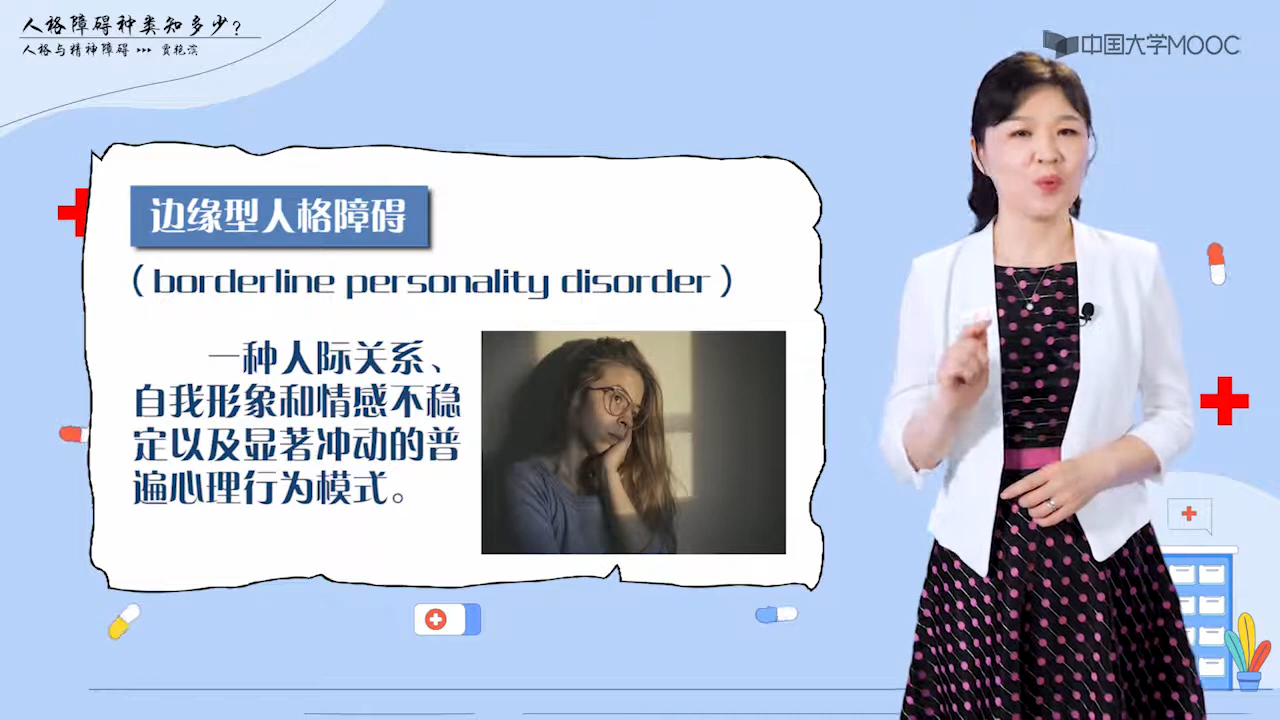 人格障碍种类知多少?
人格与精神障碍 ▸▸▸ 贾艳滨
中国大学MOOC
边缘型人格障碍
（borderline personality disorder）
一种人际关系、
自我形象和情感不稳
定以及显著冲动的普
遍心理行为模式。